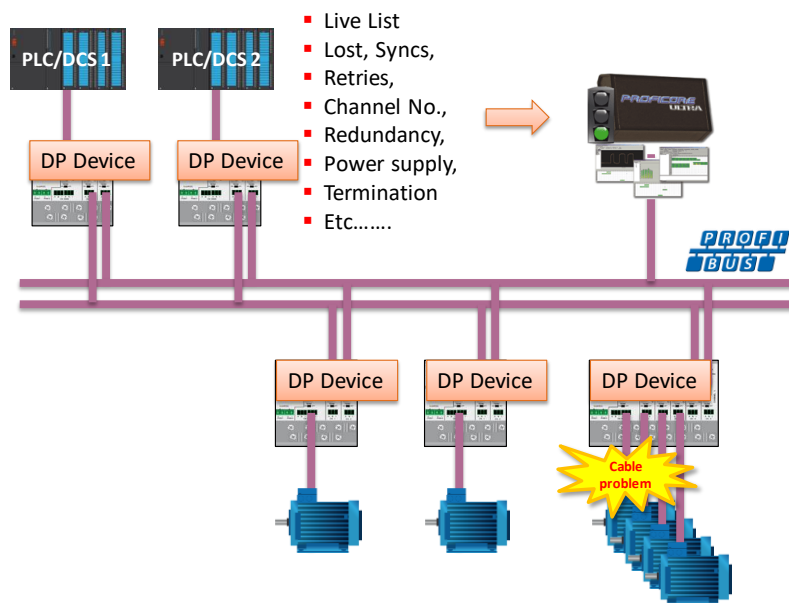 PLC/DCS 1
PLC/DCS 2
Live List
Lost, Syncs,
Retries,
Channel No.,
Redundancy,
Power supply,
Termination
Etc…….
PROFICORE
ULTRA
DP Device
DP Device
PROFI
BUS
DP Device
DP Device
DP Device
Cable
problem